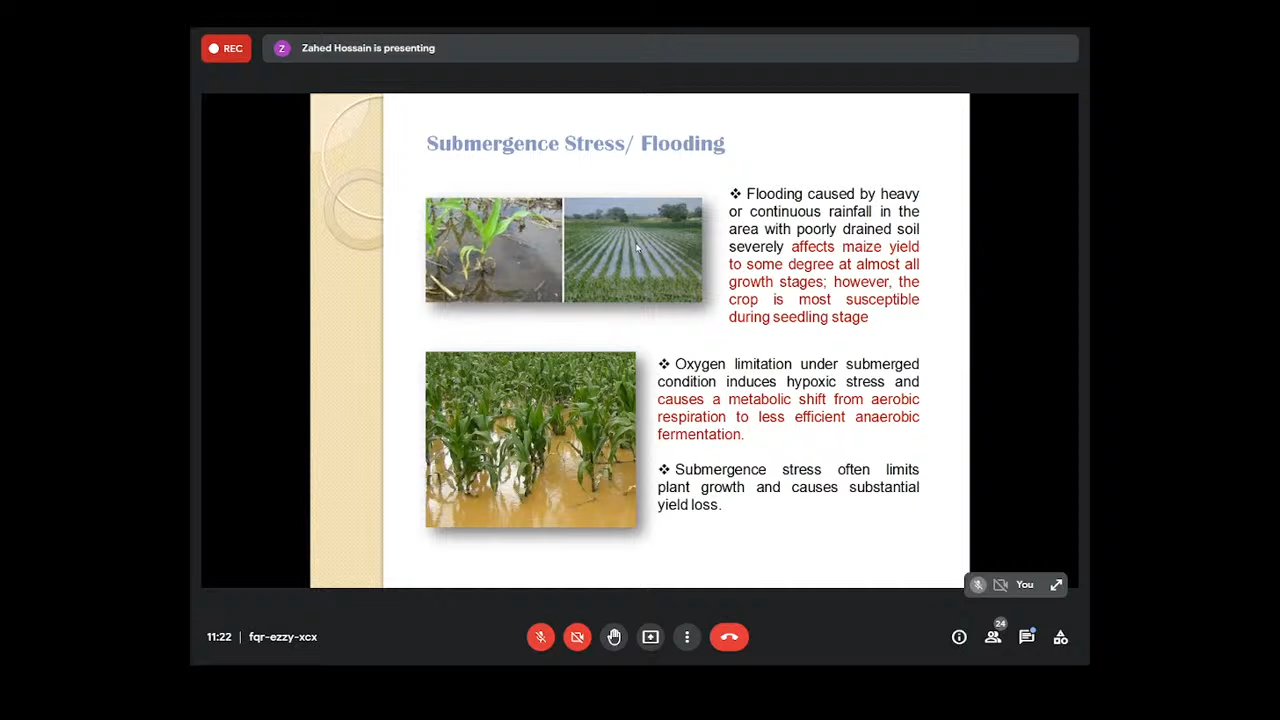 REC
Z
Zahed Hossain is presenting
Submergence Stress/ Flooding
❖ Flooding caused by heavy
or continuous rainfall in the
area with poorly drained soil
severely affects maize yield
to some degree at almost all
growth stages; however, the
crop is most susceptible
during seedling stage
❖ Oxygen limitation under submerged
condition induces hypoxic stress and
causes a metabolic shift from aerobic
respiration to less efficient anaerobic
fermentation.
❖ Submergence stress often limits
plant growth and causes substantial
yield loss.
You
11:22 | fqr-ezzy-xcx
24